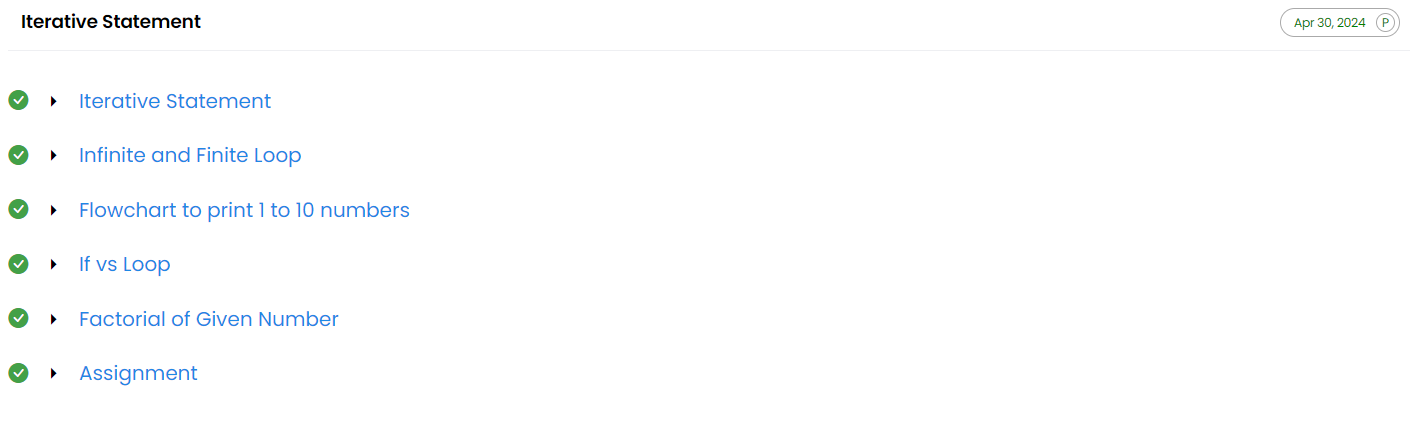 Iterative Statement
Apr 30, 2024 P
Iterative Statement
Infinite and Finite Loop
Flowchart to print 1 to 10 numbers
If vs Loop
Factorial of Given Number
Assignment